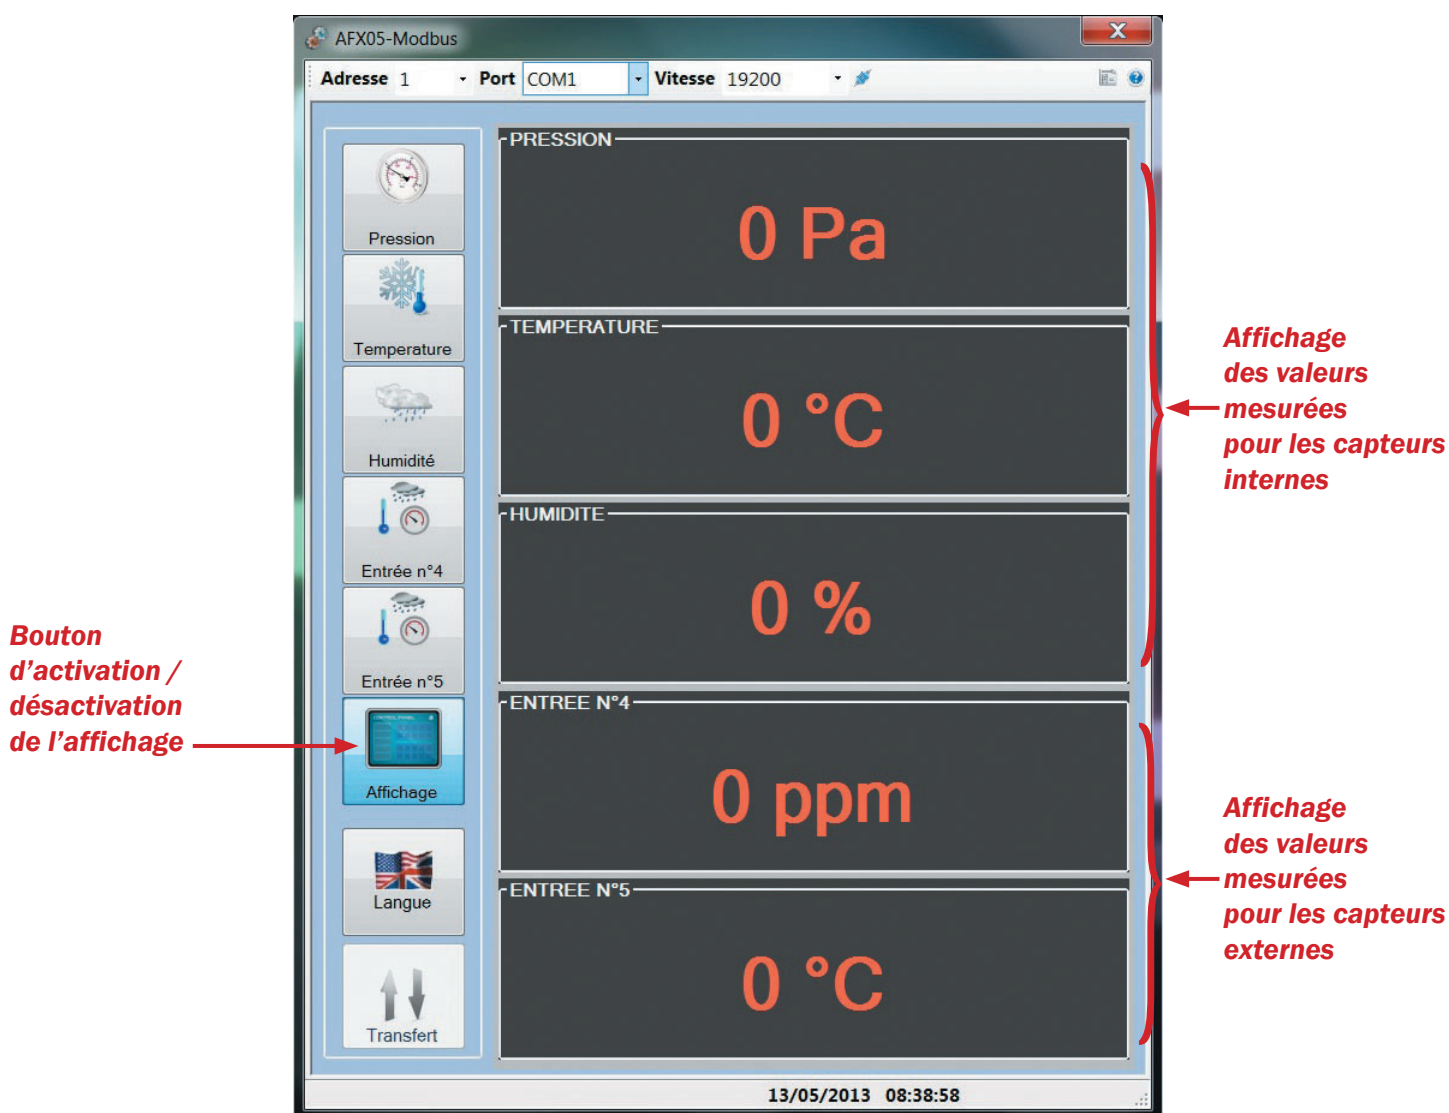 AFX05-Modbus
Adresse 1 Port COM1 Vitesse 19200
PRESSION
0 Pa
Pression
TEMPERATURE
0 °C
Temperature
HUMIDITE
0 %
Humidité
Entrée n°4
Entrée n°5
ENTREE N°4
0 ppm
Affichage
ENTREE N°5
0 °C
Langue
Transfert
13/05/2013 08:38:58
Bouton
d’activation /
désactivation
de l’affichage
Affichage
des valeurs
mesurées
pour les capteurs
internes
Affichage
des valeurs
mesurées
pour les capteurs
externes